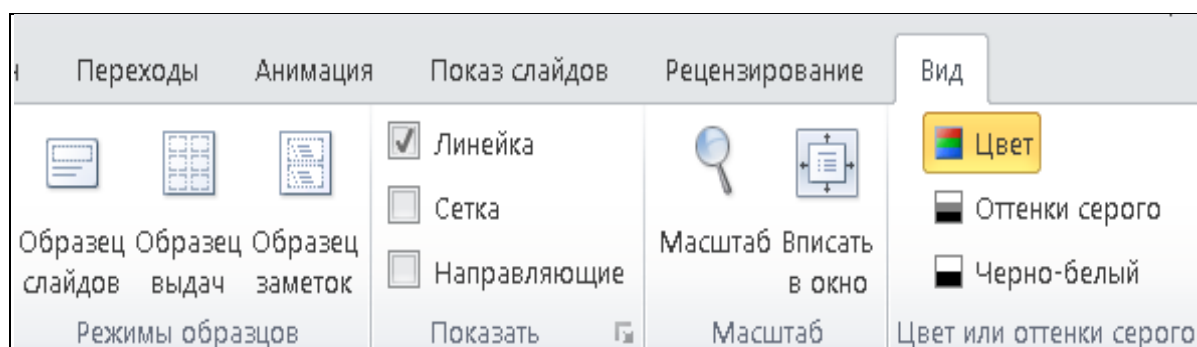 Переходы Анимация Показ слайдов Рецензирование Вид
Образец слайдов
Образец выдач
Образец заметок
Режимы образцов
Линейка
Сетка
Направляющие
Показать
Масштаб
Вписать в окно
Масштаб
Цвет
Оттенки серого
Черно-белый
Цвет или оттенки серого